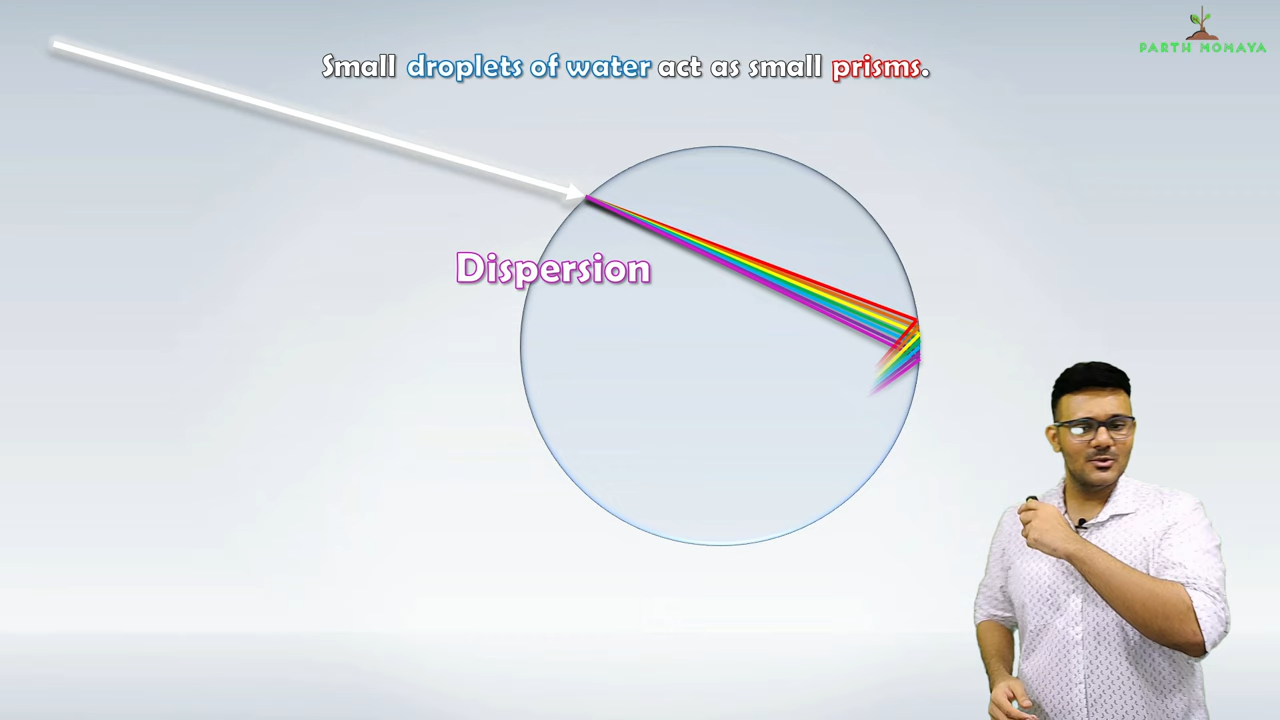 PARTH MOMAYA
Small droplets of water act as small prisms.
Dispersion